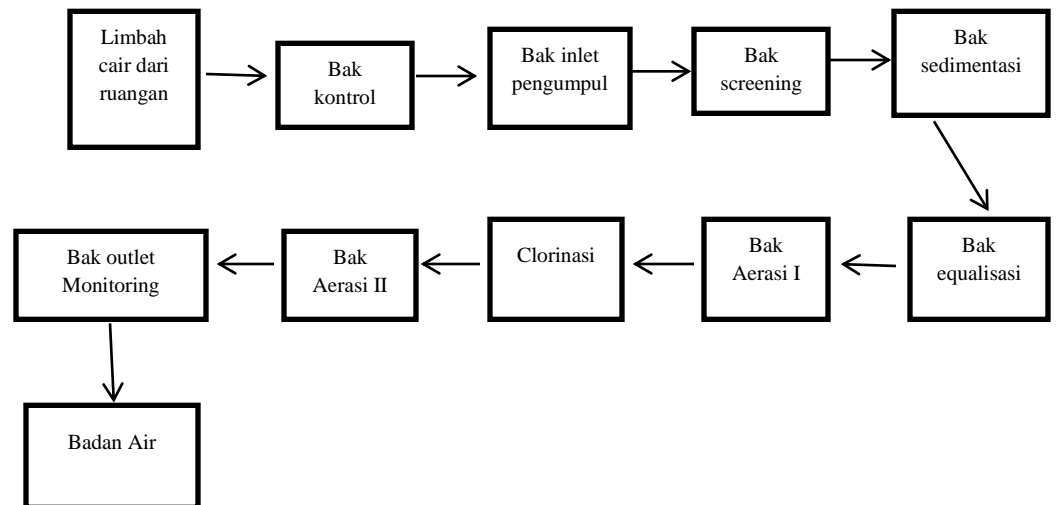 Limbah
cair dari
ruangan
Bak
kontrol
Bak inlet
pengumpul
Bak
screening
Bak
sedimentasi
Bak
equalisasi
Bak
Aerasi I
Clorinasi
Bak
Aerasi II
Bak outlet
Monitoring
Badan Air